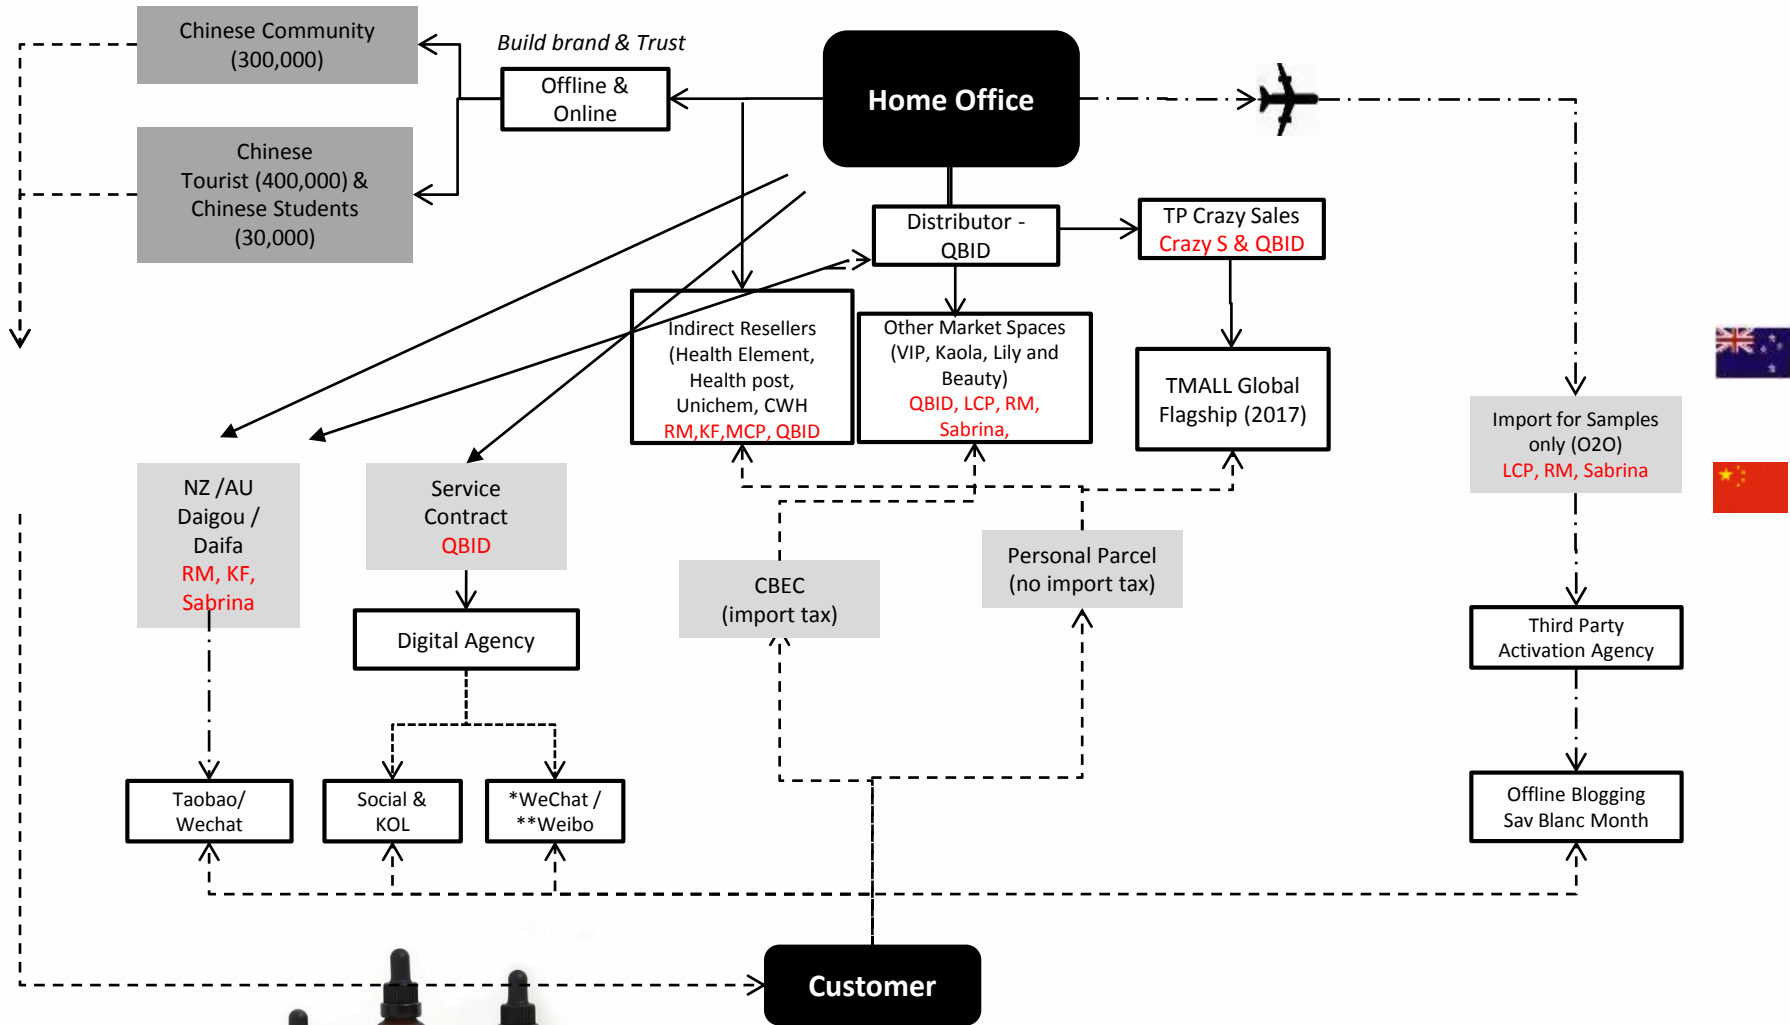 Chinese Community
(300,000)
Build brand & Trust
Offline &
Online
Home Office
Chinese
Tourist (400,000) &
Chinese Students
(30,000)
Distributor -
QBID
TP Crazy Sales
Crazy S & QBID
Indirect Resellers
(Health Element,
Health post,
Unichem, CWH
RM,KF,MCP, QBID
Other Market Spaces
(VIP, Kaola, Lily and
Beauty)
QBID, LCP, RM,
Sabrina,
TMALL Global
Flagship (2017)
Import for Samples
only (O2O)
LCP, RM, Sabrina
NZ /AU
Daigou /
Daifa
RM, KF,
Sabrina
Service
Contract
QBID
CBEC
(import tax)
Personal Parcel
(no import tax)
Digital Agency
Third Party
Activation Agency
Taobao/
Wechat
Social &
KOL
*WeChat /
**Weibo
Offline Blogging
Sav Blanc Month
Customer